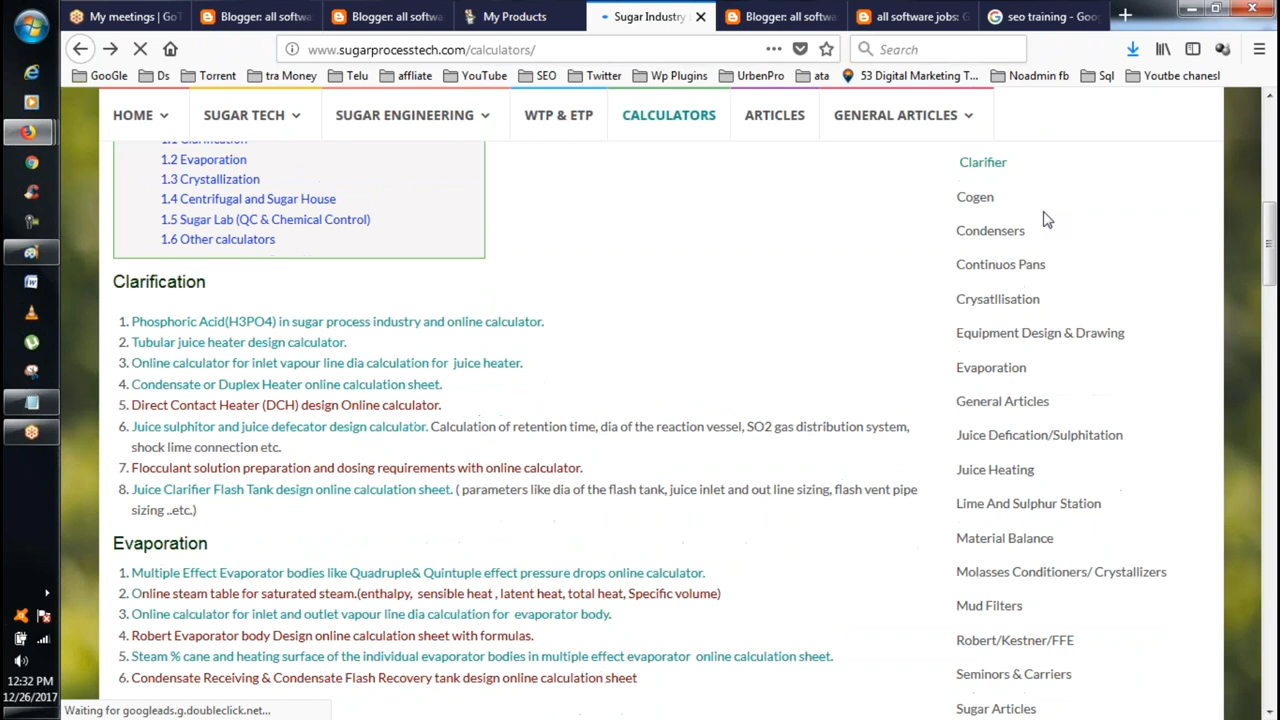 My meetings | GoT
Blogger: all softwa
Blogger: all softwa
My Products
Sugar Industry
Blogger: all softwa
all software jobs: G
seo training - Goo
www.sugarprocesstech.com/calculators/
Search
GooGle
Ds
Torrent
tra Money
Telu
affliate
YouTube
SEO
Twitter
Wp Plugins
UrbenPro
ata
53 Digital Marketing T...
Noadmin fb
Sql
Youtbe chanesl
HOME
SUGAR TECH
SUGAR ENGINEERING
WTP & ETP
CALCULATORS
ARTICLES
GENERAL ARTICLES
1.1 Clarification
1.2 Evaporation
1.3 Crystallization
1.4 Centrifugal and Sugar House
1.5 Sugar Lab (QC & Chemical Control)
1.6 Other calculators
Clarification
1. Phosphoric Acid(H3PO4) in sugar process industry and online calculator.
2. Tubular juice heater design calculator.
3. Online calculator for inlet vapour line dia calculation for juice heater.
4. Condensate or Duplex Heater online calculation sheet.
5. Direct Contact Heater (DCH) design Online calculator.
6. Juice sulphitor and juice defecator design calculator. Calculation of retention time, dia of the reaction vessel, SO2 gas distribution system,
shock lime connection etc.
7. Flocculant solution preparation and dosing requirements with online calculator.
8. Juice Clarifier Flash Tank design online calculation sheet. ( parameters like dia of the flash tank, juice inlet and out line sizing, flash vent pipe
sizing ..etc.)
Evaporation
1. Multiple Effect Evaporator bodies like Quadruple& Quintuple effect pressure drops online calculator.
2. Online steam table for saturated steam.(enthalpy, sensible heat , latent heat, total heat, Specific volume)
3. Online calculator for inlet and outlet vapour line dia calculation for evaporator body.
4. Robert Evaporator body Design online calculation sheet with formulas.
5. Steam % cane and heating surface of the individual evaporator bodies in multiple effect evaporator online calculation sheet.
6. Condensate Receiving & Condensate Flash Recovery tank design online calculation sheet
Clarifier
Cogen
Condensers
Continuos Pans
Crysatllisation
Equipment Design & Drawing
Evaporation
General Articles
Juice Defication/Sulphitation
Juice Heating
Lime And Sulphur Station
Material Balance
Molasses Conditioners/ Crystallizers
Mud Filters
Robert/Kestner/FFE
Seminors & Carriers
Sugar Articles
Waiting for googleads.g.doubleclick.net...
12:32 PM
12/26/2017